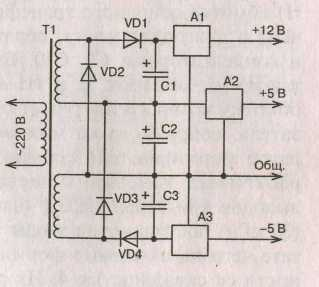 T1
VD1
A1
+12 В
VD2
+
C1
A2
+5 В
~220 В
+
C2
Общ.
+
C3
VD3
VD4
A3
−5 В